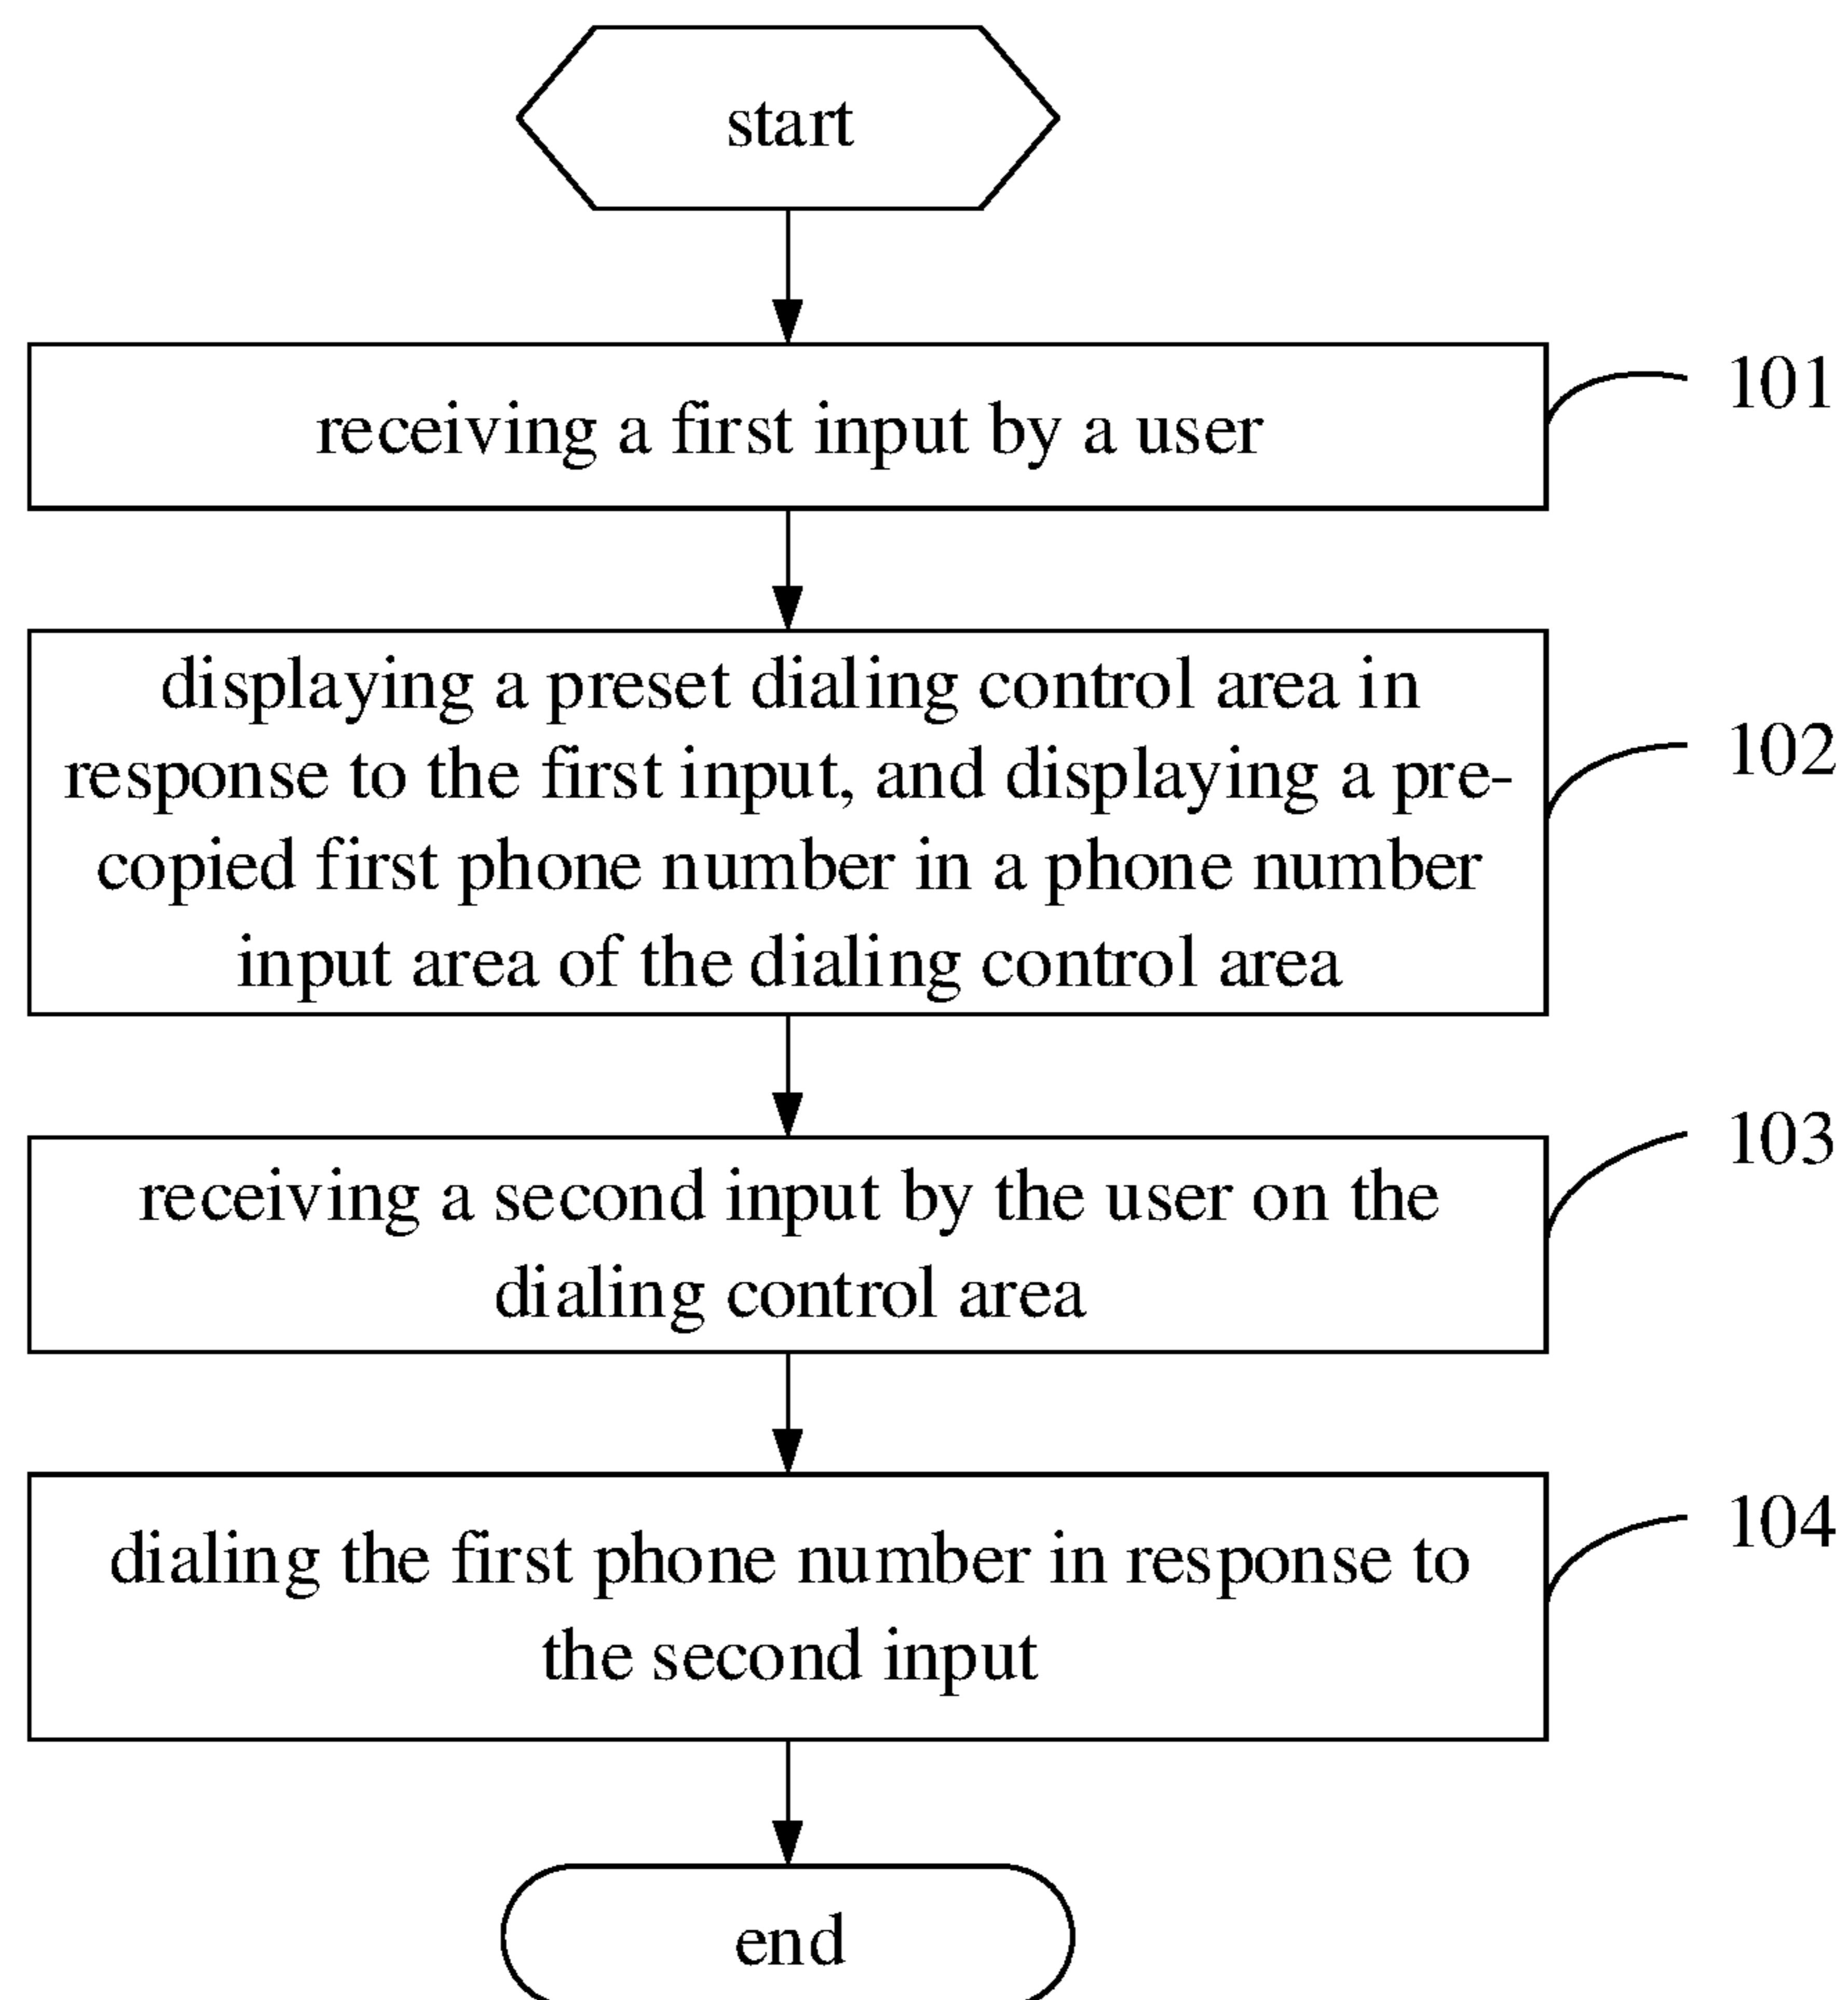 start
receiving a first input by a user
101
displaying a preset dialing control area in
response to the first input, and displaying a pre-
copied first phone number in a phone number
input area of the dialing control area
102
receiving a second input by the user on the
dialing control area
103
dialing the first phone number in response to
the second input
104
end